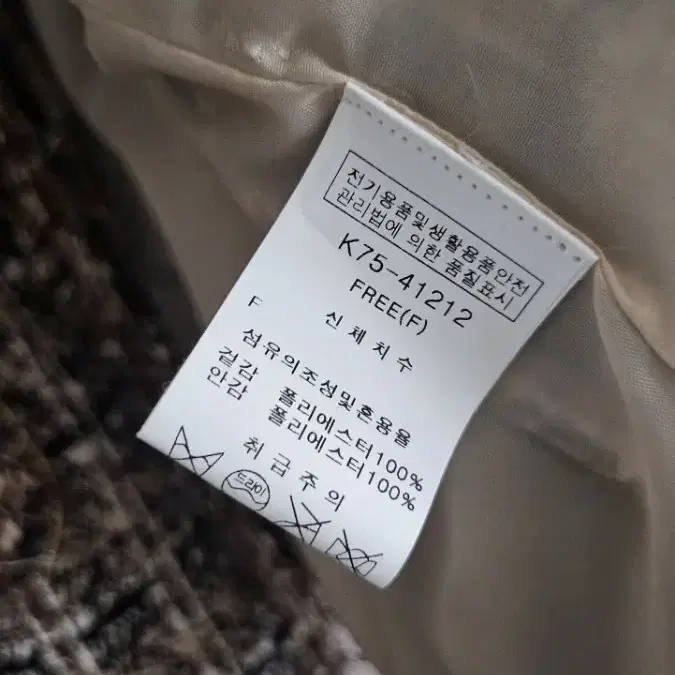 전기용품및생활용품안전
관리법에 의한 품질표시
K75-41212
FREE(F)
F 신체치수
섬유의조성및혼용율
겉감 폴리에스터100%
안감 폴리에스터100%
취급주의
드라이